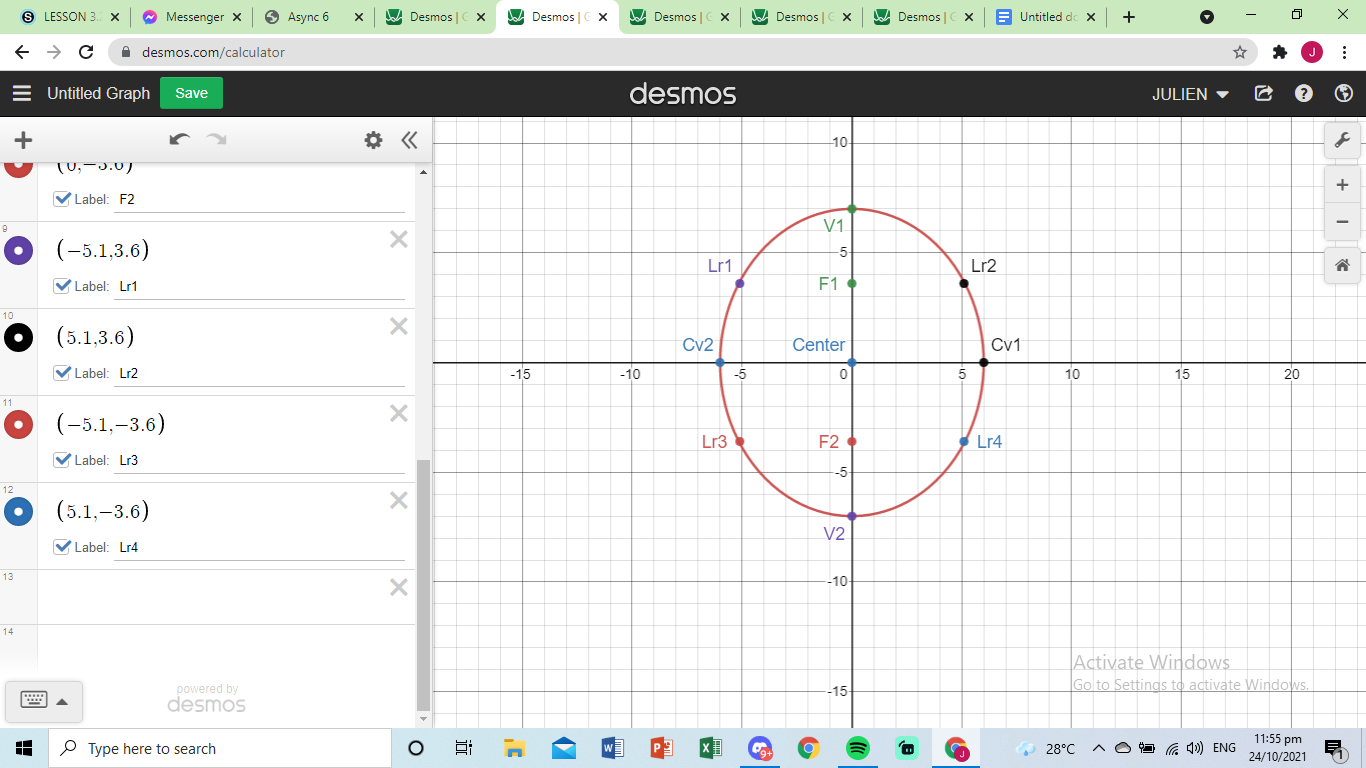 LESSON 3.
Messenger
Async 6
Desmos | G
Desmos | G
Desmos | G
Desmos | G
Desmos | G
Untitled do
desmos.com/calculator
J
Untitled Graph
Save
desmos
JULIEN
(0,−3.6)
Label: F2
9
(−5.1,3.6)
Label: Lr1
10
(5.1,3.6)
Label: Lr2
11
(−5.1,−3.6)
Label: Lr3
12
(5.1,−3.6)
Label: Lr4
13
14
powered by
desmos
10
V1
5
Lr1
Lr2
F1
Cv2
Center
Cv1
-15
-10
-5
0
5
10
15
20
Lr3
F2
Lr4
-5
V2
-10
-15
Activate Windows
Go to Settings to activate Windows.
Type here to search
9+
28°C
ENG
11:55 pm
24/10/2021
1